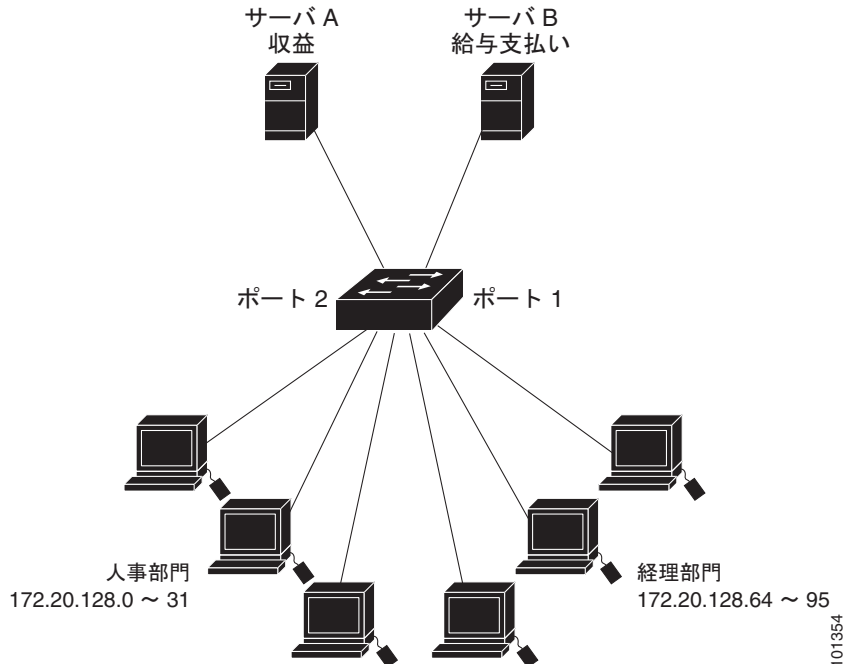 サーバ A
収益
サーバ B
給与支払い
ポート 2
ポート 1
人事部門
172.20.128.0 ～ 31
経理部門
172.20.128.64 ～ 95
101354